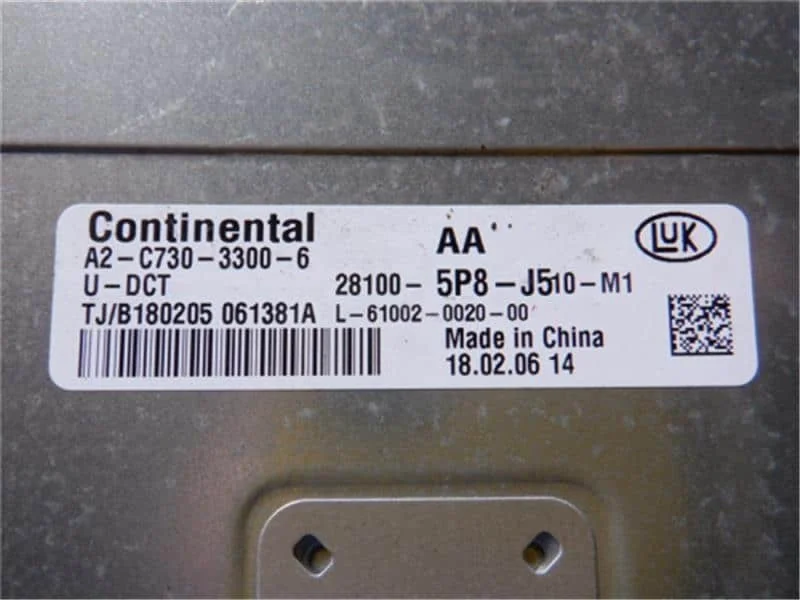 Continental AA LUK
A2-C730-3300-6
U-DCT 28100-5P8-J510-M1
TJ/B180205 061381A L-61002-0020-00
Made in China
18.02.06 14